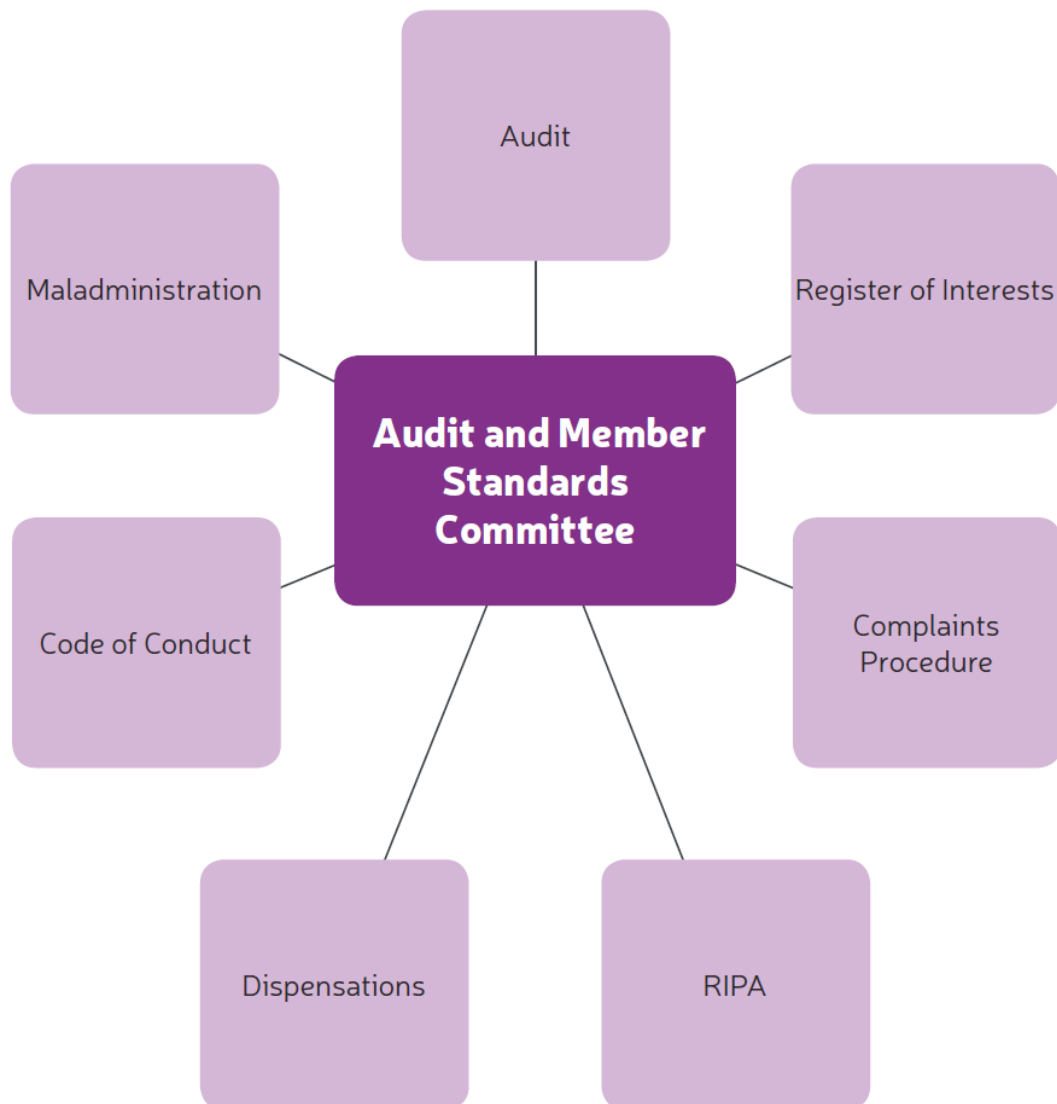 Audit
Maladministration
Register of Interests
Audit and Member
Standards
Committee
Code of Conduct
Complaints
Procedure
Dispensations
RIPA